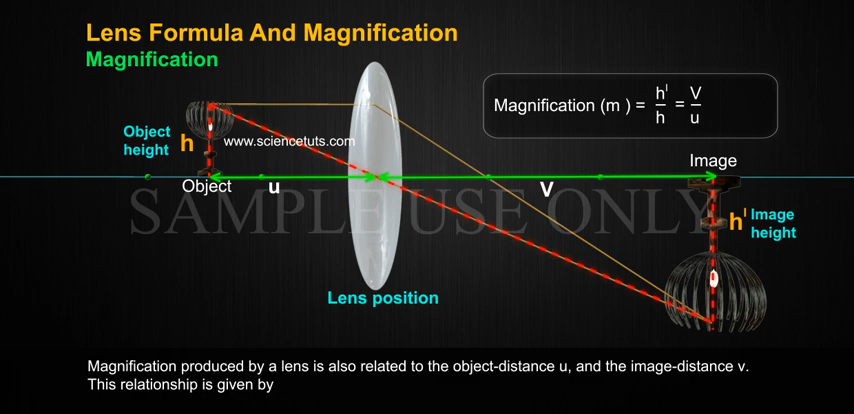 Lens Formula And Magnification
Magnification
Magnification (m ) = h'/h = V/u
Object
height
h
www.sciencetuts.com
Object
u
V
Image
SAMPLE USE ONLY
h'
Image
height
Lens position
Magnification produced by a lens is also related to the object-distance u, and the image-distance v.
This relationship is given by